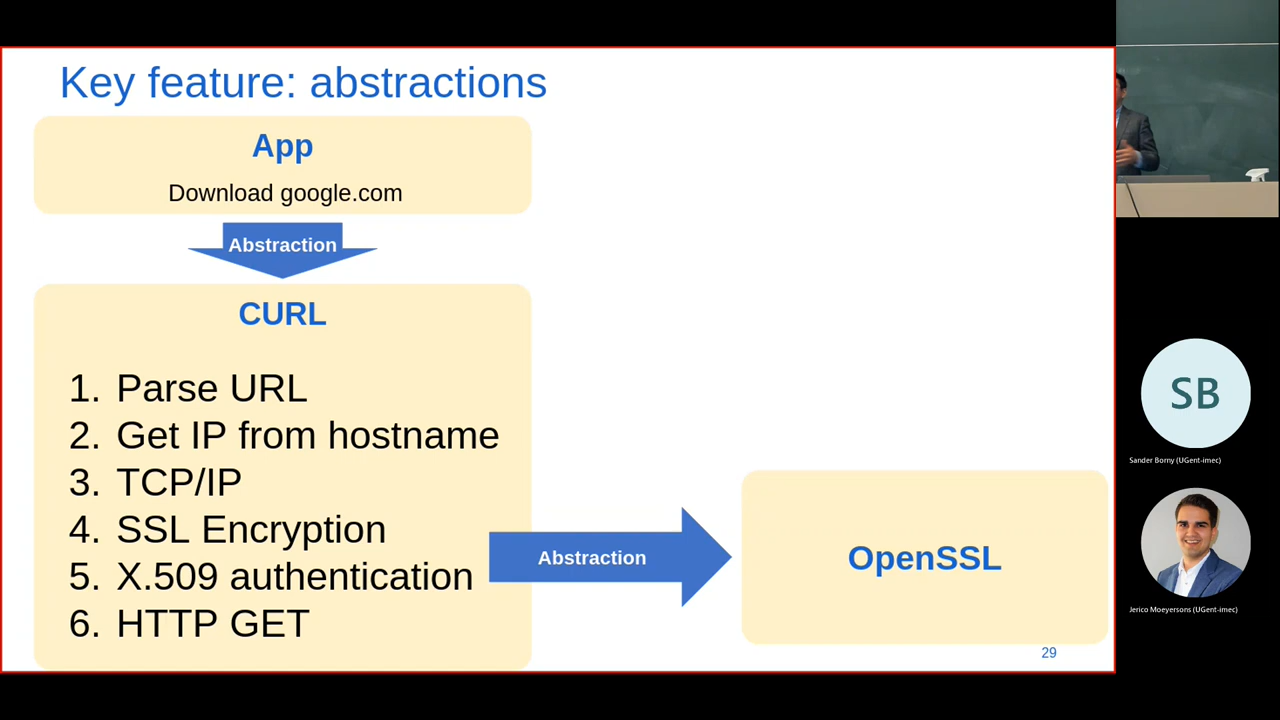 Key feature: abstractions
App
Download google.com
Abstraction
CURL
1. Parse URL
2. Get IP from hostname
3. TCP/IP
4. SSL Encryption
5. X.509 authentication
6. HTTP GET
Abstraction
OpenSSL
29
SB
Sander Borny (UGent-imec)
Jerico Moeyersons (UGent-imec)